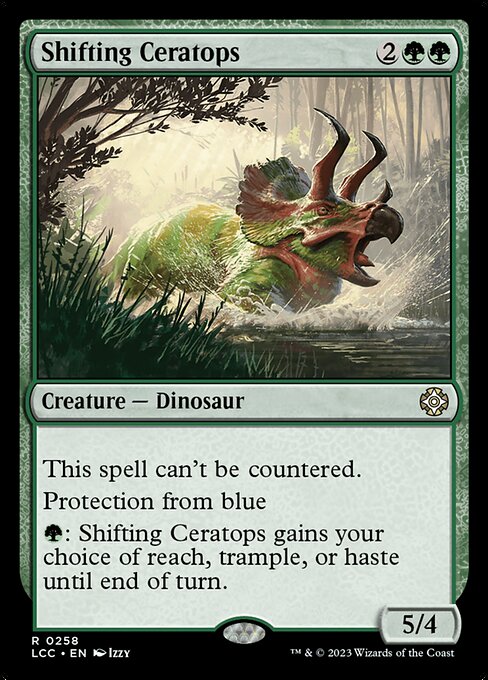 Shifting Ceratops 2
Creature — Dinosaur
This spell can't be countered.
Protection from blue
: Shifting Ceratops gains your
choice of reach, trample, or haste
until end of turn.
5/4
R 0258
LCC • EN Izzy
™ & © 2023 Wizards of the Coast